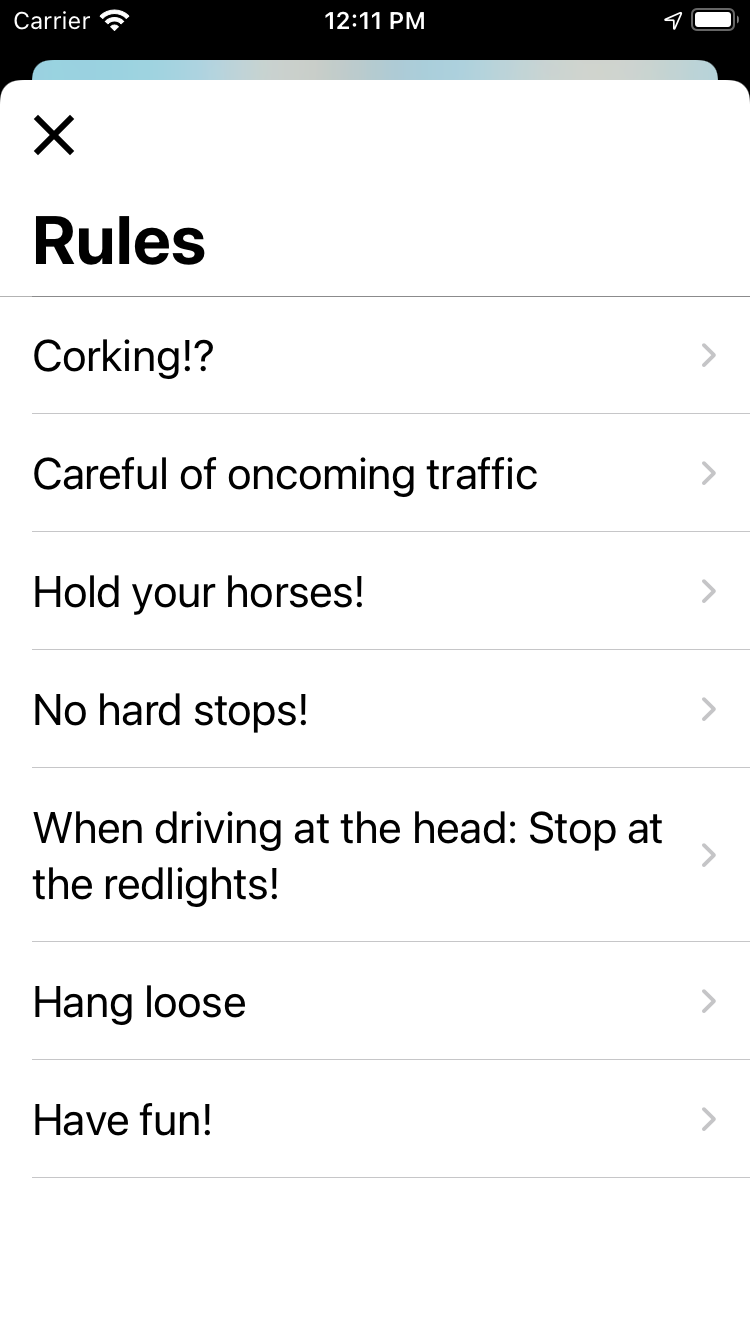 Carrier 12:11 PM
Rules
Corking!?
Careful of oncoming traffic
Hold your horses!
No hard stops!
When driving at the head: Stop at
the redlights!
Hang loose
Have fun!